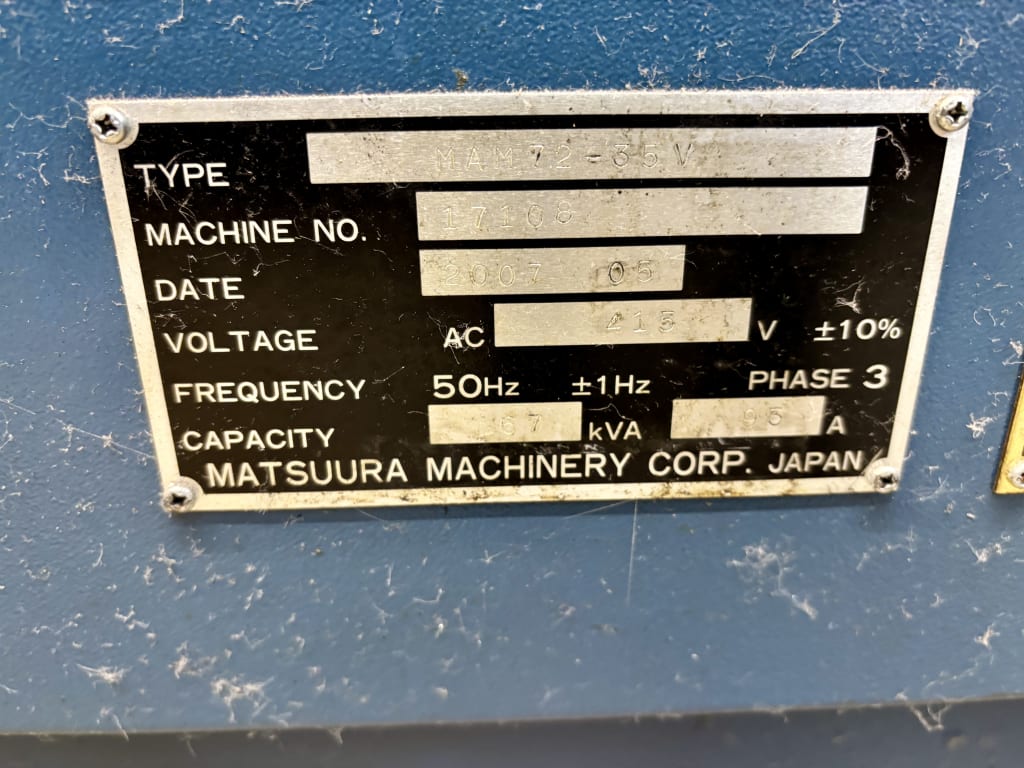 TYPE MAM72-35V
MACHINE NO. 17108
DATE 2007 05
VOLTAGE AC 415 V ±10%
FREQUENCY 50Hz ±1Hz PHASE 3
CAPACITY 67 kVA 93 A
MATSUURA MACHINERY CORP. JAPAN